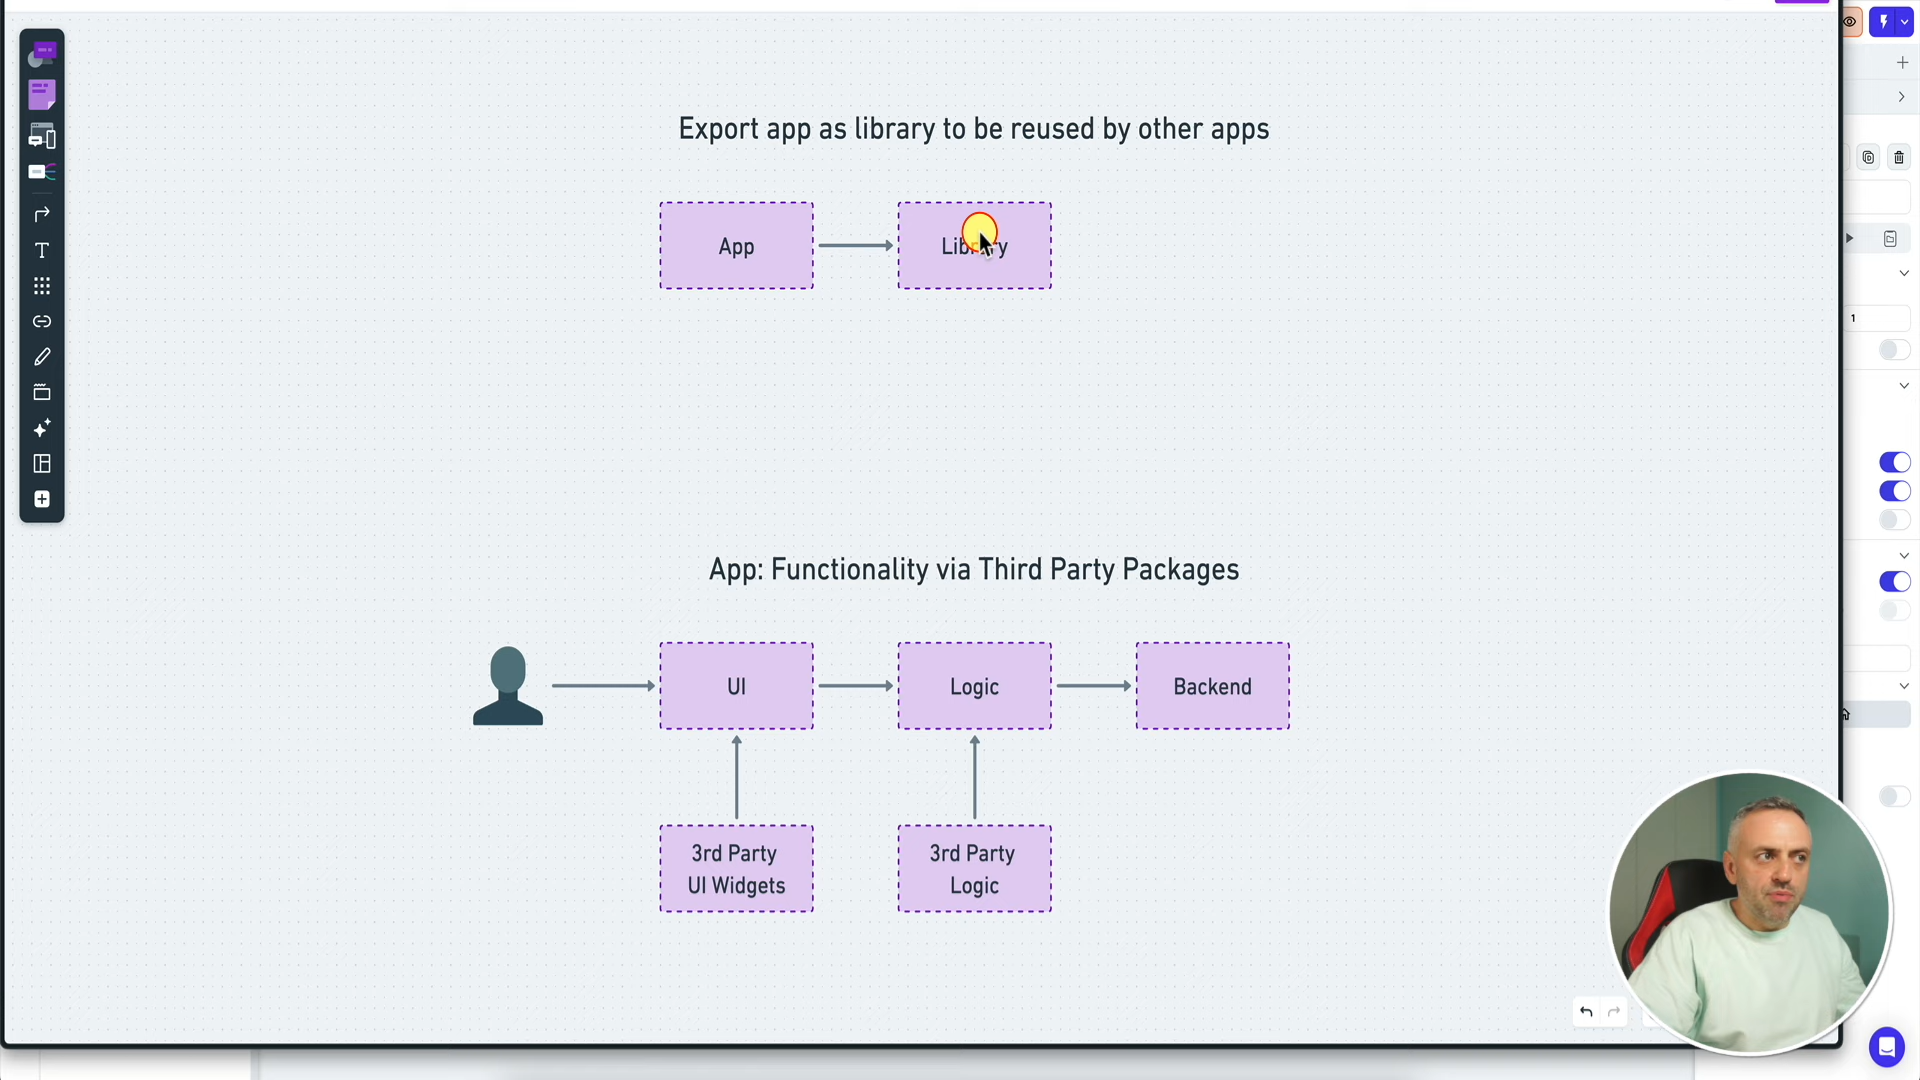 Export app as library to be reused by other apps
App
Library
App: Functionality via Third Party Packages
UI
Logic
Backend
3rd Party
UI Widgets
3rd Party
Logic
1